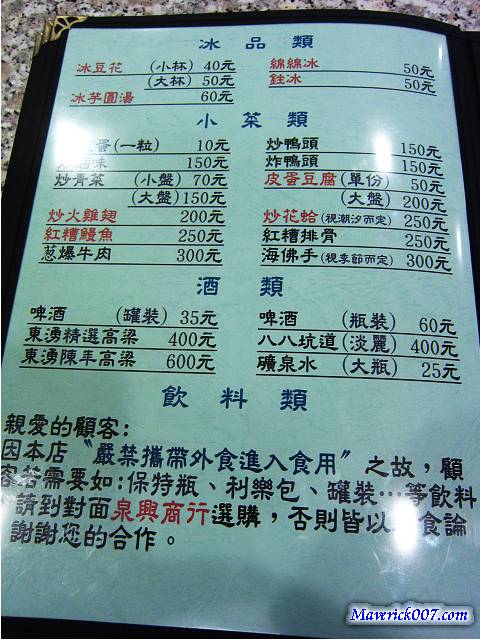 冰品類
冰豆花 (小杯) 40元
(大杯) 50元
冰芋圓湯 60元
綿綿冰 50元
銼冰 50元
小菜類
蛋(一粒) 10元
味 150元
炒青菜 (小盤) 70元
(大盤)150元
炒火雞翅 200元
紅糟鰻魚 250元
蔥爆牛肉 300元
炒鴨頭 150元
炸鴨頭 150元
皮蛋豆腐(單份) 50元
(大盤) 200元
炒花蛤(視潮汐而定) 250元
紅糟排骨 250元
海佛手(視季節而定) 300元
酒類
啤酒 (罐裝) 35元
東湧精選高梁 400元
東湧陳年高梁 600元
啤酒 (瓶裝) 60元
八八坑道(淡麗) 400元
礦泉水 (大瓶) 25元
飲料類
親愛的顧客:
因本店〝嚴禁攜帶外食進入食用〞之故,顧
客若需要如:保特瓶、利樂包、罐裝…等飲料
請到對面泉興商行選購,否則皆以食論
謝謝您的合作。
Maverick007.com